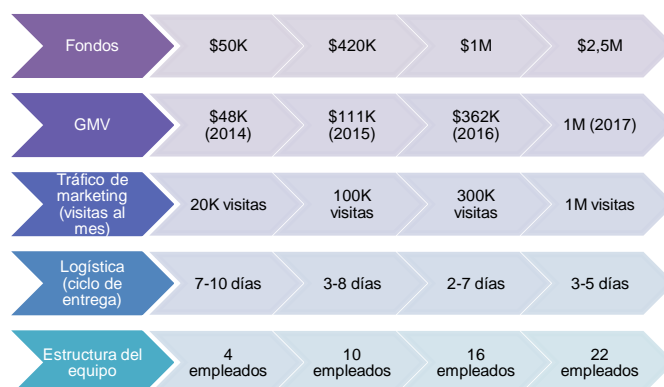 Fondos
$50K
$420K
$1M
$2,5M
GMV
$48K
(2014)
$111K
(2015)
$362K
(2016)
1M (2017)
Tráfico de
marketing
(visitas al
mes)
20K visitas
100K
visitas
300K
visitas
1M visitas
Logística
(ciclo de
entrega)
7-10 días
3-8 días
2-7 días
3-5 días
Estructura del
equipo
4
empleados
10
empleados
16
empleados
22
empleados